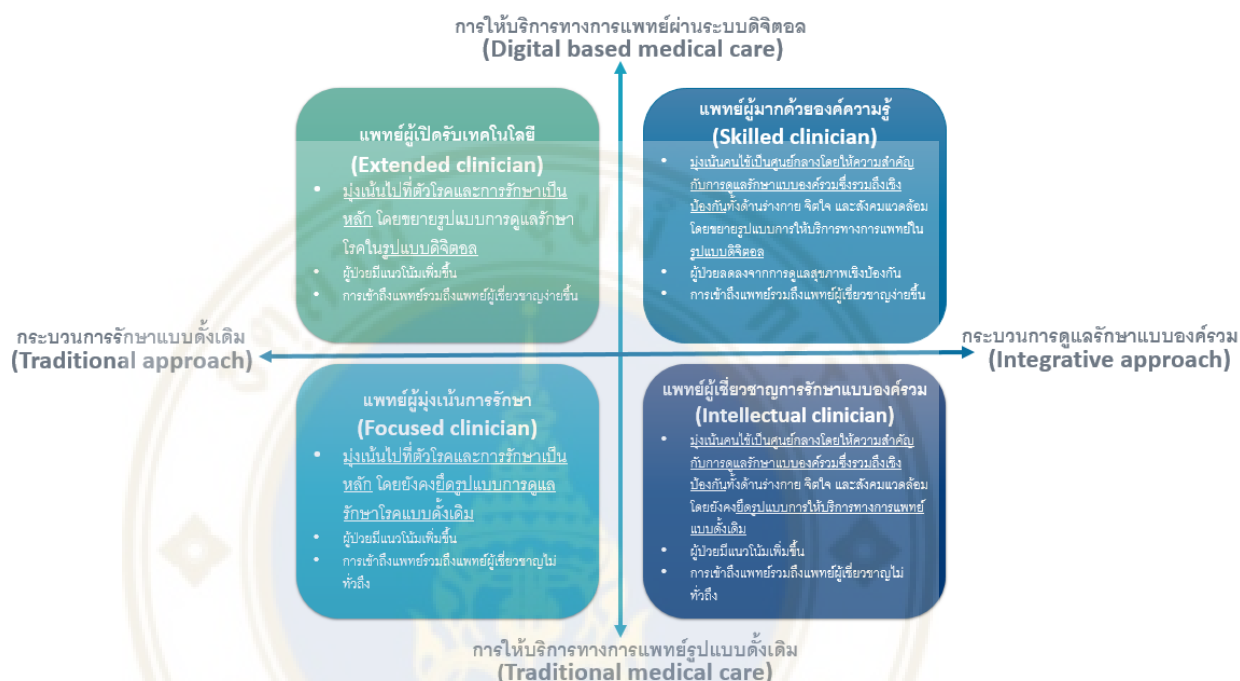 การให้บริการทางการแพทย์ผ่านระบบดิจิตอล
(Digital based medical care)
แพทย์ผู้เปิดรับเทคโนโลยี
(Extended clinician)
• มุ่งเน้นไปที่ตัวโรคและการรักษาเป็น
หลัก โดยขยายรูปแบบการดูแลรักษา
โรคในรูปแบบดิจิตอล
• ผู้ป่วยมีแนวโน้มเพิ่มขึ้น
• การเข้าถึงแพทย์รวมถึงแพทย์ผู้เชี่ยวชาญง่ายขึ้น
แพทย์ผู้มากด้วยองค์ความรู้
(Skilled clinician)
• มุ่งเน้นคนไข้เป็นศูนย์กลางโดยให้ความสำคัญ
กับการดูแลรักษาแบบองค์รวมซึ่งรวมถึงเชิง
ป้องกันทั้งด้านร่างกาย จิตใจ และสังคมแวดล้อม
โดยขยายรูปแบบการให้บริการทางการแพทย์ใน
รูปแบบดิจิตอล
• ผู้ป่วยลดลงจากการดูแลสุขภาพเชิงป้องกัน
• การเข้าถึงแพทย์รวมถึงแพทย์ผู้เชี่ยวชาญง่ายขึ้น
กระบวนการรักษาแบบดั้งเดิม
(Traditional approach)
กระบวนการดูแลรักษาแบบองค์รวม
(Integrative approach)
แพทย์ผู้มุ่งเน้นการรักษา
(Focused clinician)
• มุ่งเน้นไปที่ตัวโรคและการรักษาเป็น
หลัก โดยยังคงยึดรูปแบบการดูแล
รักษาโรคแบบดั้งเดิม
• ผู้ป่วยมีแนวโน้มเพิ่มขึ้น
• การเข้าถึงแพทย์รวมถึงแพทย์ผู้เชี่ยวชาญไม่
ทั่วถึง
แพทย์ผู้เชี่ยวชาญการรักษาแบบองค์รวม
(Intellectual clinician)
• มุ่งเน้นคนไข้เป็นศูนย์กลางโดยให้ความสำคัญ
กับการดูแลรักษาแบบองค์รวมซึ่งรวมถึงเชิง
ป้องกันทั้งด้านร่างกาย จิตใจ และสังคมแวดล้อม
โดยยังคงยึดรูปแบบการให้บริการทางการแพทย์
แบบดั้งเดิม
• ผู้ป่วยมีแนวโน้มเพิ่มขึ้น
• การเข้าถึงแพทย์รวมถึงแพทย์ผู้เชี่ยวชาญไม่
ทั่วถึง
การให้บริการทางการแพทย์รูปแบบดั้งเดิม
(Traditional medical care)